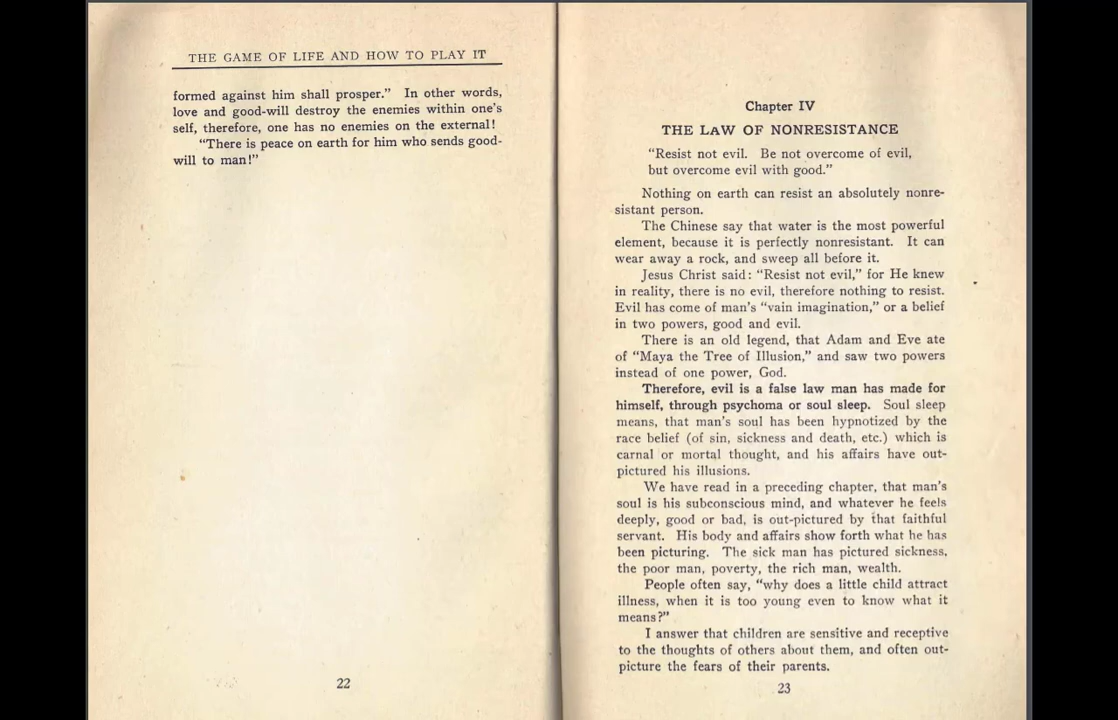 THE GAME OF LIFE AND HOW TO PLAY IT
formed against him shall prosper.” In other words,
love and good-will destroy the enemies within one’s
self, therefore, one has no enemies on the external!
“There is peace on earth for him who sends good-
will to man!”
22
Chapter IV
THE LAW OF NONRESISTANCE
“Resist not evil. Be not overcome of evil,
but overcome evil with good.”
Nothing on earth can resist an absolutely nonre-
sistant person.
The Chinese say that water is the most powerful
element, because it is perfectly nonresistant. It can
wear away a rock, and sweep all before it.
Jesus Christ said: “Resist not evil,” for He knew
in reality, there is no evil, therefore nothing to resist.
Evil has come of man’s “vain imagination,” or a belief
in two powers, good and evil.
There is an old legend, that Adam and Eve ate
of “Maya the Tree of Illusion,” and saw two powers
instead of one power, God.
Therefore, evil is a false law man has made for
himself, through psychoma or soul sleep. Soul sleep
means, that man’s soul has been hypnotized by the
race belief (of sin, sickness and death, etc.) which is
carnal or mortal thought, and his affairs have out-
pictured his illusions.
We have read in a preceding chapter, that man’s
soul is his subconscious mind, and whatever he feels
deeply, good or bad, is out-pictured by that faithful
servant. His body and affairs show forth what he has
been picturing. The sick man has pictured sickness,
the poor man, poverty, the rich man, wealth.
People often say, “why does a little child attract
illness, when it is too young even to know what it
means?”
I answer that children are sensitive and receptive
to the thoughts of others about them, and often out-
picture the fears of their parents.
23